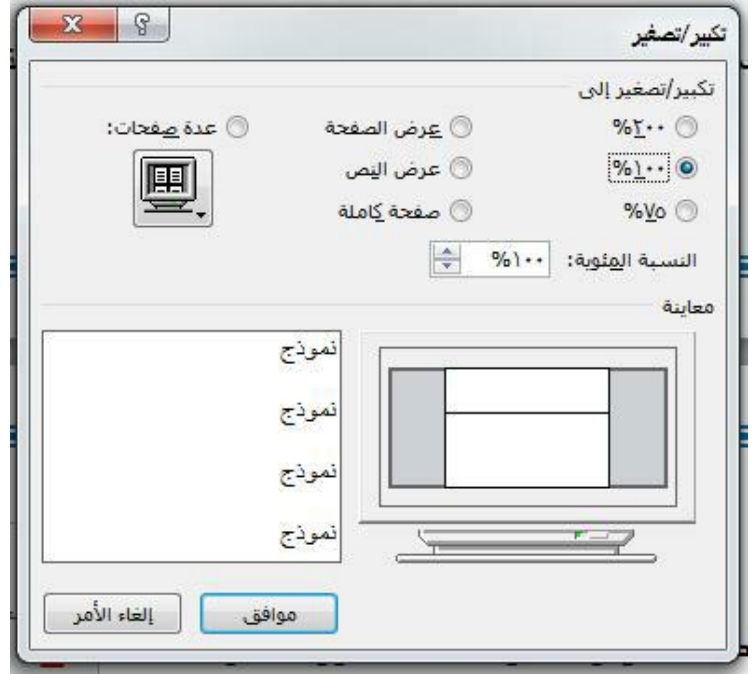 تكبير/تصغير
تكبير/تصغير إلى
%٢٠٠ عرض الصفحة عدة صفحات:
%١٠٠ عرض النص
%٧٥ صفحة كاملة
النسبة المئوية: %١٠٠
معاينة
نموذج
نموذج
نموذج
نموذج
موافق إلغاء الأمر